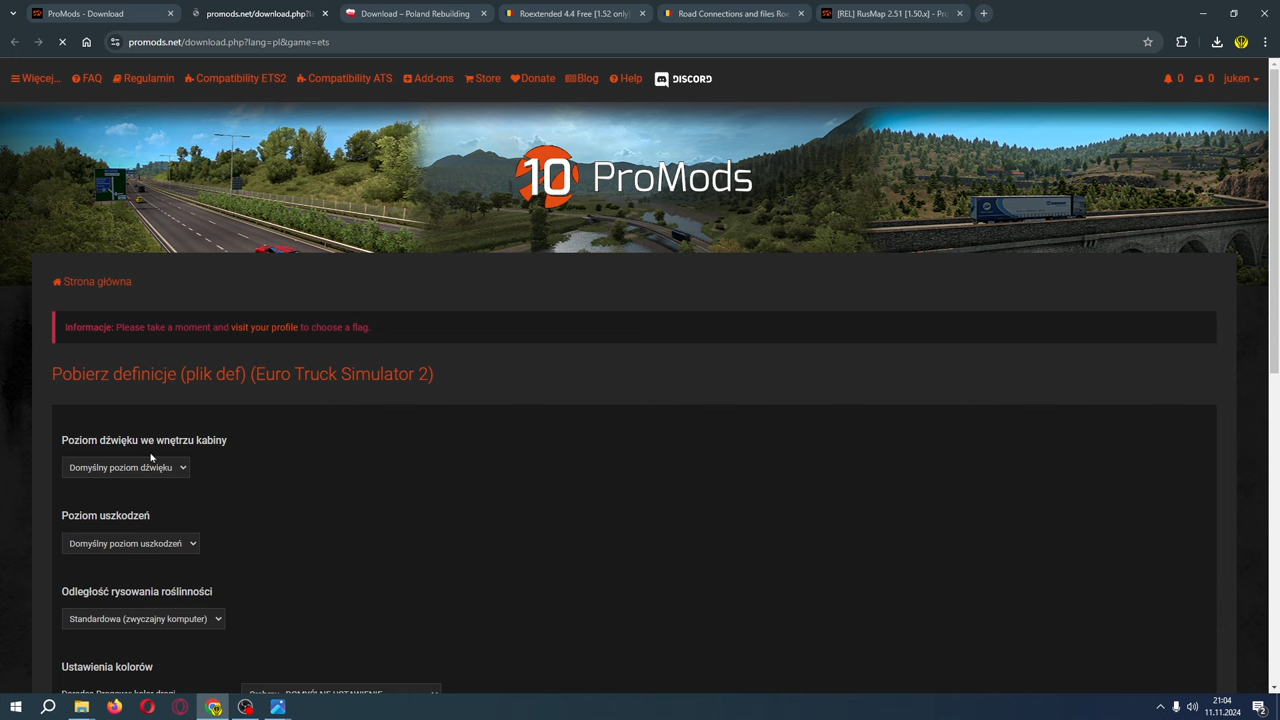 ProMods - Download
promods.net/download.php?l
Download – Poland Rebuilding
Roextended 4.4 Free [1.52 only]
Road Connections and files Roe
[REL] RusMap 2.51 [1.50.x] - Pr
promods.net/download.php?lang=pl&game=ets
Więcej… FAQ Regulamin Compatibility ETS2 Compatibility ATS Add-ons Store Donate Blog Help DISCORD 0 0 juken
10 ProMods
Strona główna
Informacje: Please take a moment and visit your profile to choose a flag.
Pobierz definicje (plik def) (Euro Truck Simulator 2)
Poziom dźwięku we wnętrzu kabiny
Domyślny poziom dźwięku
Poziom uszkodzeń
Domyślny poziom uszkodzeń
Odległość rysowania roślinności
Standardowa (zwyczajny komputer)
Ustawienia kolorów
21:04
11.11.2024
2